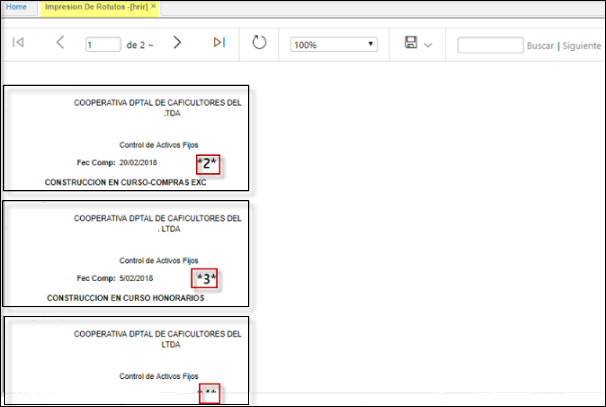 Home Impresion De Rotulos -[hrir] ×
1 de 2 ~ 100% Buscar | Siguiente
COOPERATIVA DPTAL DE CAFICULTORES DEL
.TDA
Control de Activos Fijos
Fec Comp: 20/02/2018 *2*
CONSTRUCCION EN CURSO-COMPRAS EXC
COOPERATIVA DPTAL DE CAFICULTORES DEL
. LTDA
Control de Activos Fijos
Fec Comp: 5/02/2018 *3*
CONSTRUCCION EN CURSO HONORARIOS
COOPERATIVA DPTAL DE CAFICULTORES DEL
LTDA
Control de Activos Fijos